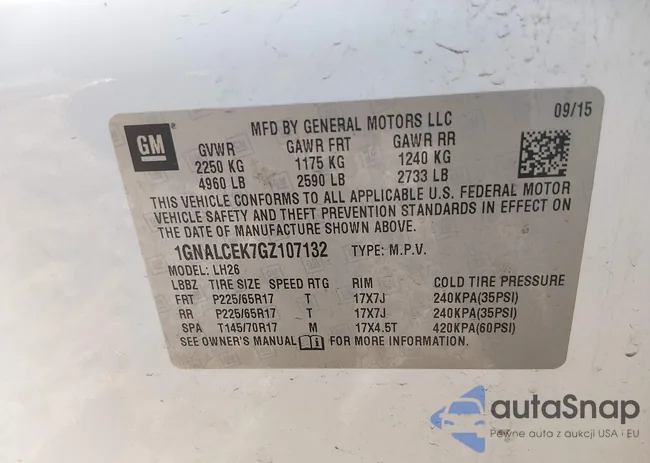 MFD BY GENERAL MOTORS LLC 09/15
GM GVWR GAWR FRT GAWR RR
2250 KG 1175 KG 1240 KG
4960 LB 2590 LB 2733 LB
THIS VEHICLE CONFORMS TO ALL APPLICABLE U.S. FEDERAL MOTOR
VEHICLE SAFETY AND THEFT PREVENTION STANDARDS IN EFFECT ON
THE DATE OF MANUFACTURE SHOWN ABOVE.
1GNALCEK7GZ107132 TYPE: M.P.V.
MODEL: LH26
LBBZ TIRE SIZE SPEED RTG RIM COLD TIRE PRESSURE
FRT P225/65R17 T 17X7J 240KPA(35PSI)
RR P225/65R17 T 17X7J 240KPA(35PSI)
SPA T145/70R17 M 17X4.5T 420KPA(60PSI)
SEE OWNER'S MANUAL FOR MORE INFORMATION.
autaSnap
Pewne auta z aukcji USA i EU